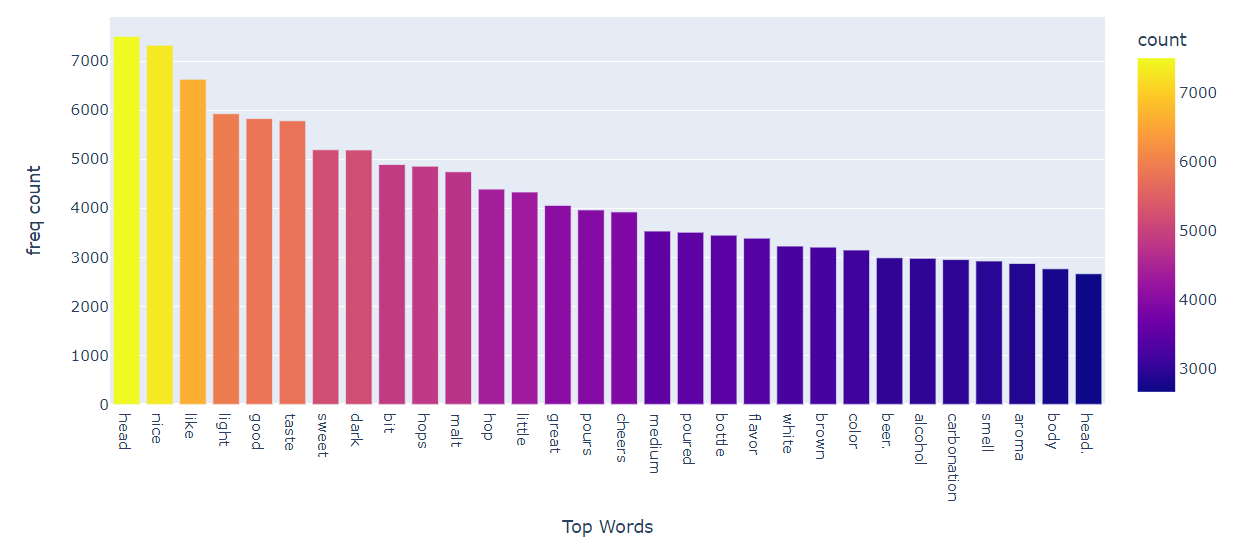 count
7000
6000
5000
4000
3000
7000
6000
5000
4000
3000
2000
1000
0
freq count
head
nice
like
light
good
taste
sweet
dark
bit
hops
malt
hop
little
great
pours
cheers
medium
poured
bottle
flavor
white
brown
color
beer.
alcohol
carbonation
smell
aroma
body
head.
Top Words